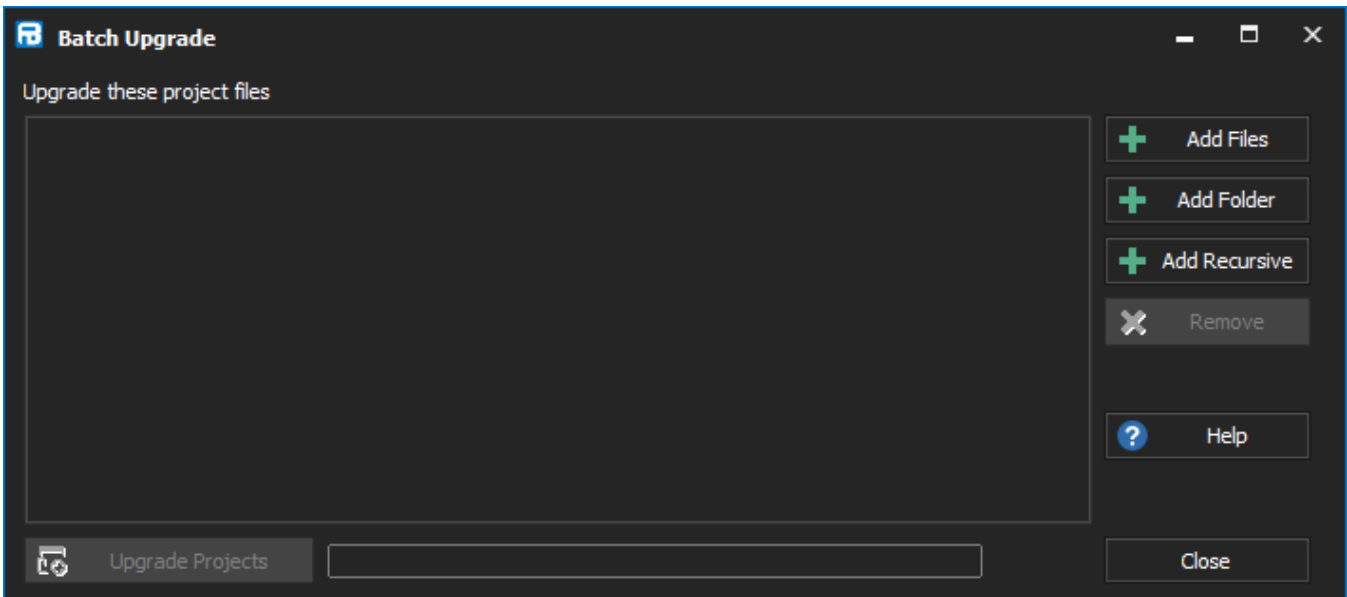 Batch Upgrade
Upgrade these project files
Add Files
Add Folder
Add Recursive
Remove
Help
Upgrade Projects
Close